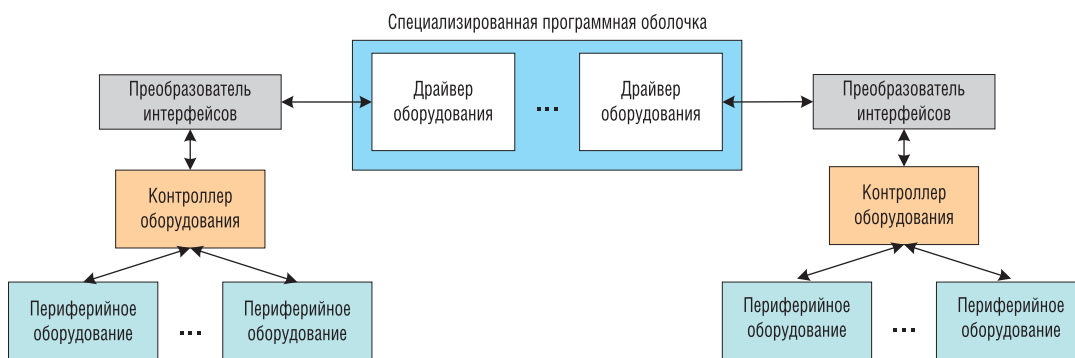 Специализированная программная оболочка
Драйвер
оборудования
...
Драйвер
оборудования
Преобразователь
интерфейсов
Преобразователь
интерфейсов
Контроллер
оборудования
Контроллер
оборудования
Периферийное
оборудование
...
Периферийное
оборудование
Периферийное
оборудование
...
Периферийное
оборудование